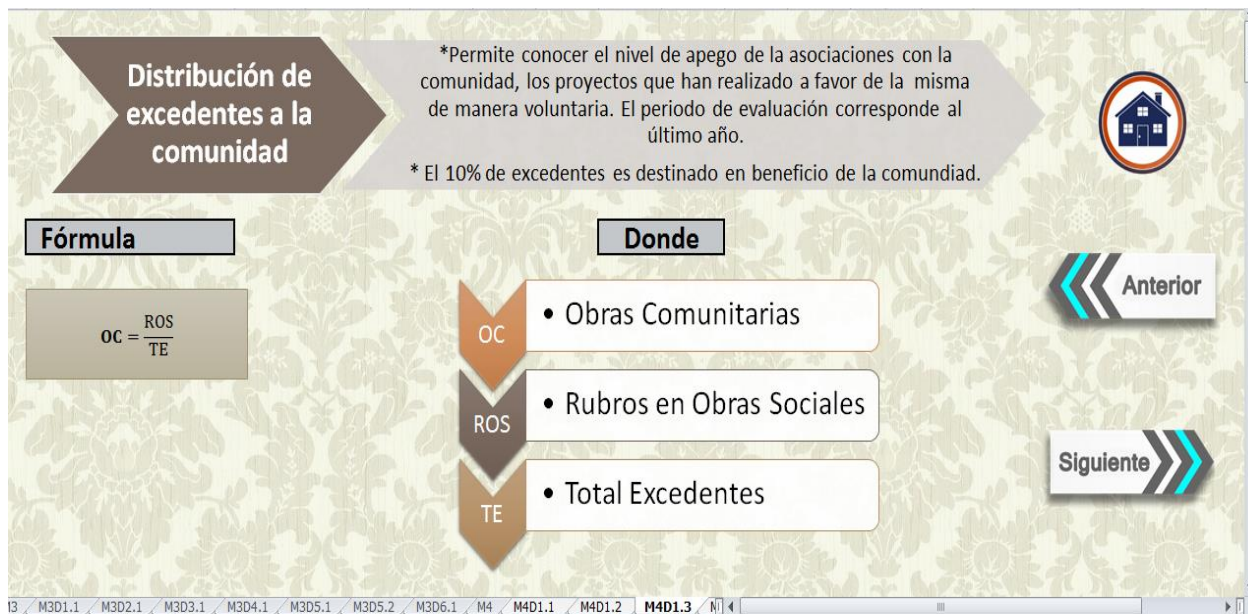 Distribución de
excedentes a la
comunidad
*Permite conocer el nivel de apego de la asociaciones con la
comunidad, los proyectos que han realizado a favor de la misma
de manera voluntaria. El periodo de evaluación corresponde al
último año.
* El 10% de excedentes es destinado en beneficio de la comundiad.
Fórmula
Donde
OC = ROS / TE
OC
• Obras Comunitarias
ROS
• Rubros en Obras Sociales
TE
• Total Excedentes
Anterior
Siguiente
M3D1.1 M3D2.1 M3D3.1 M3D4.1 M3D5.1 M3D5.2 M3D6.1 M4 M4D1.1 M4D1.2 M4D1.3